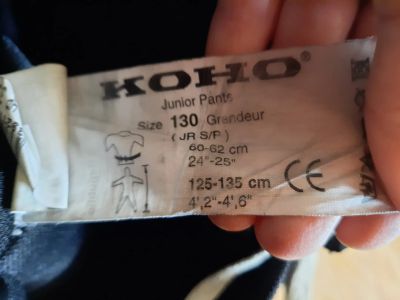 KOHO®
Junior Pants
Size 130 Grandeur
(JR S/P)
60-62 cm
24"-25"
125-135 cm
4',2"-4',6"
CE